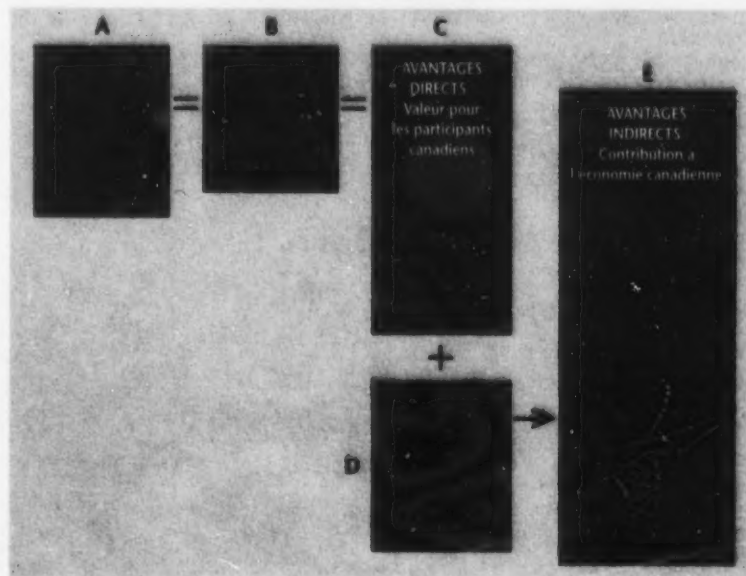 A
B
C
AVANTAGES
DIRECTS
Valeur pour
les participants
canadiens
E
AVANTAGES
INDIRECTS
Contribution à
l'économie canadienne
D